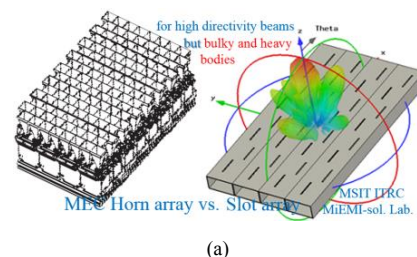 for high directivity beams
but bulky and heavy
bodies
z
Theta
x
y
MEC Horn array vs. Slot array
MSIT ITRC
MiEMI-sol. Lab.
(a)